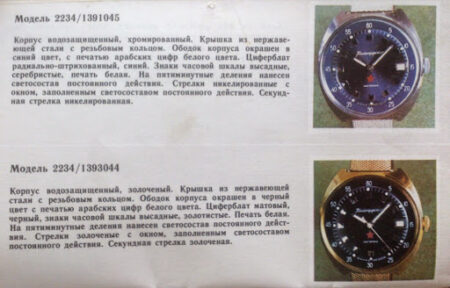 Модель 2234/1391045
Корпус водозащищенный, хромированный. Крышка из нержаве-
ющей стали с резьбовым кольцом. Ободок корпуса окрашен в
синий цвет, с печатью арабских цифр белого цвета. Циферблат
радиально-штрихованный, синий. Знаки часовой шкалы высадные,
серебристые, печать белая. На пятиминутные деления нанесен
светосостав постоянного действия. Стрелки никелированные с
окном, заполненным светосоставом постоянного действия. Секунд-
ная стрелка никелированная.
Модель 2234/1393044
Корпус водозащищенный, золоченый. Крышка из нержавеющей
стали с резьбовым кольцом. Ободок корпуса окрашен в черный
цвет с печатью арабских цифр белого цвета. Циферблат матовый,
черный, знаки часовой шкалы высадные, золотистые. Печать белая.
На пятиминутные деления нанесен светосостав постоянного дейст-
вия. Стрелки золоченые с окном, заполненным светосоставом
постоянного действия. Секундная стрелка золоченая.